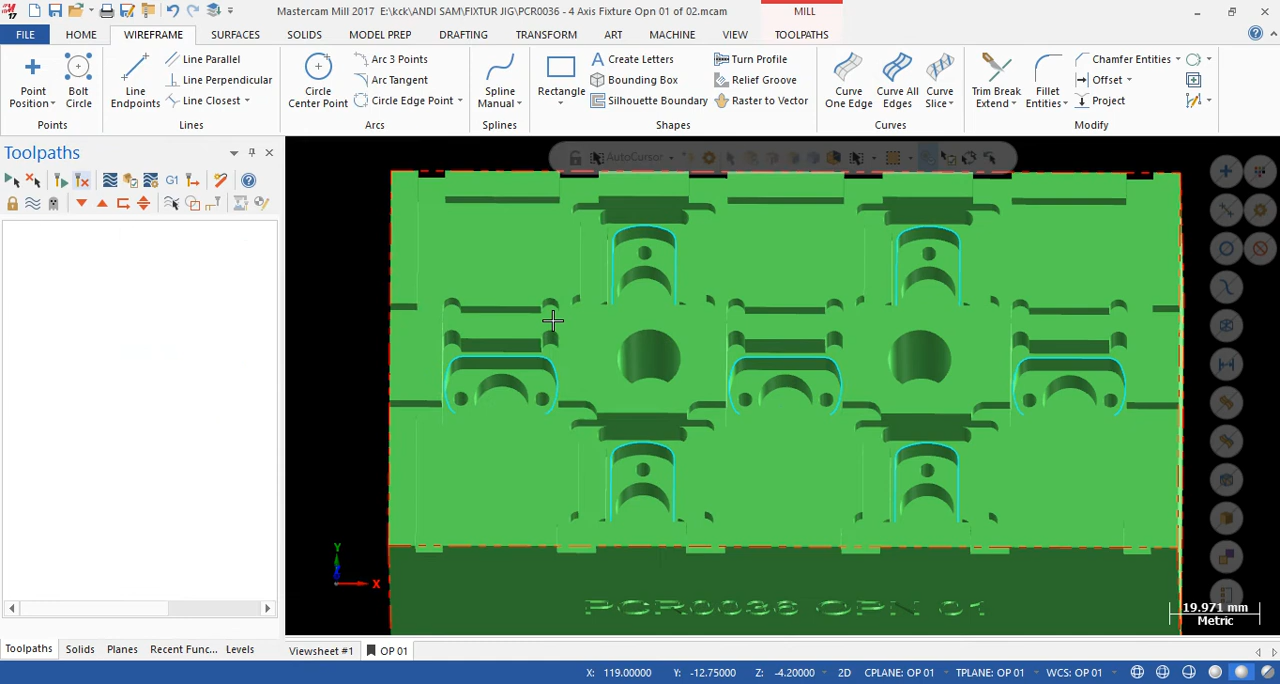 Mastercam Mill 2017 E:\kck\ANDI SAM\FIXTUR JIG\PCR0036 - 4 Axis Fixture Opn 01 of 02.mcam
MILL
FILE HOME WIREFRAME SURFACES SOLIDS MODEL PREP DRAFTING TRANSFORM ART MACHINE VIEW TOOLPATHS
Point Position
Bolt Circle
Points
Line Endpoints
Line Parallel
Line Perpendicular
Line Closest
Lines
Circle Center Point
Arc 3 Points
Arc Tangent
Circle Edge Point
Arcs
Spline Manual
Splines
Rectangle
Create Letters
Bounding Box
Silhouette Boundary
Turn Profile
Relief Groove
Raster to Vector
Shapes
Curve One Edge
Curve All Edges
Curve Slice
Curves
Trim Break Extend
Fillet Entities
Chamfer Entities
Offset
Project
Modify
Toolpaths
G1
AutoCursor
Y
X
PCR0036 OPN 01
19.971 mm
Metric
Toolpaths Solids Planes Recent Func... Levels
Viewsheet #1 OP 01
X: 119.00000 Y: -12.75000 Z: -4.20000 2D CPLANE: OP 01 TPLANE: OP 01 WCS: OP 01